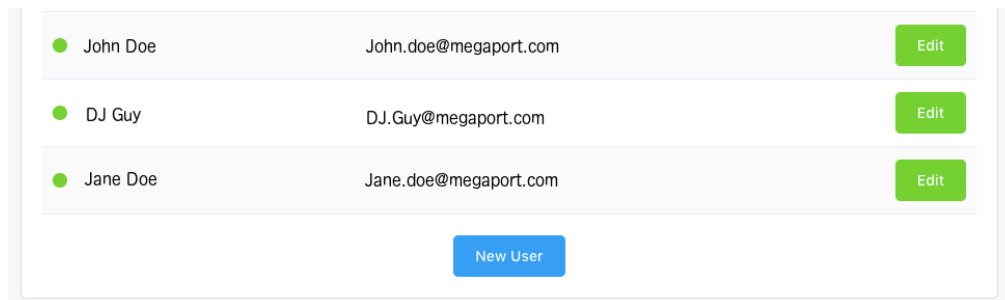 John Doe John.doe@megaport.com Edit
DJ Guy DJ.Guy@megaport.com Edit
Jane Doe Jane.doe@megaport.com Edit
New User